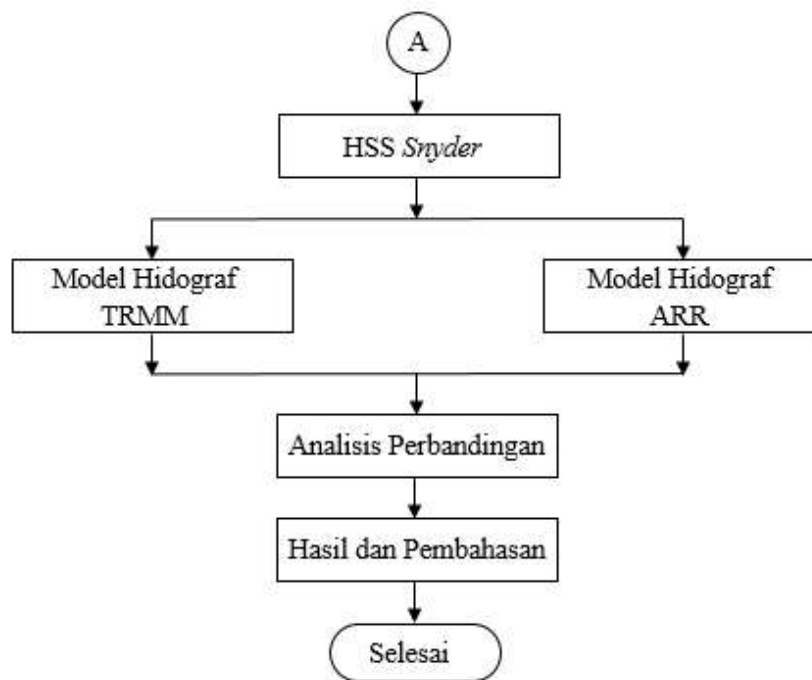 A
HSS Snyder
Model Hidograf
TRMM
Model Hidograf
ARR
Analisis Perbandingan
Hasil dan Pembahasan
Selesai